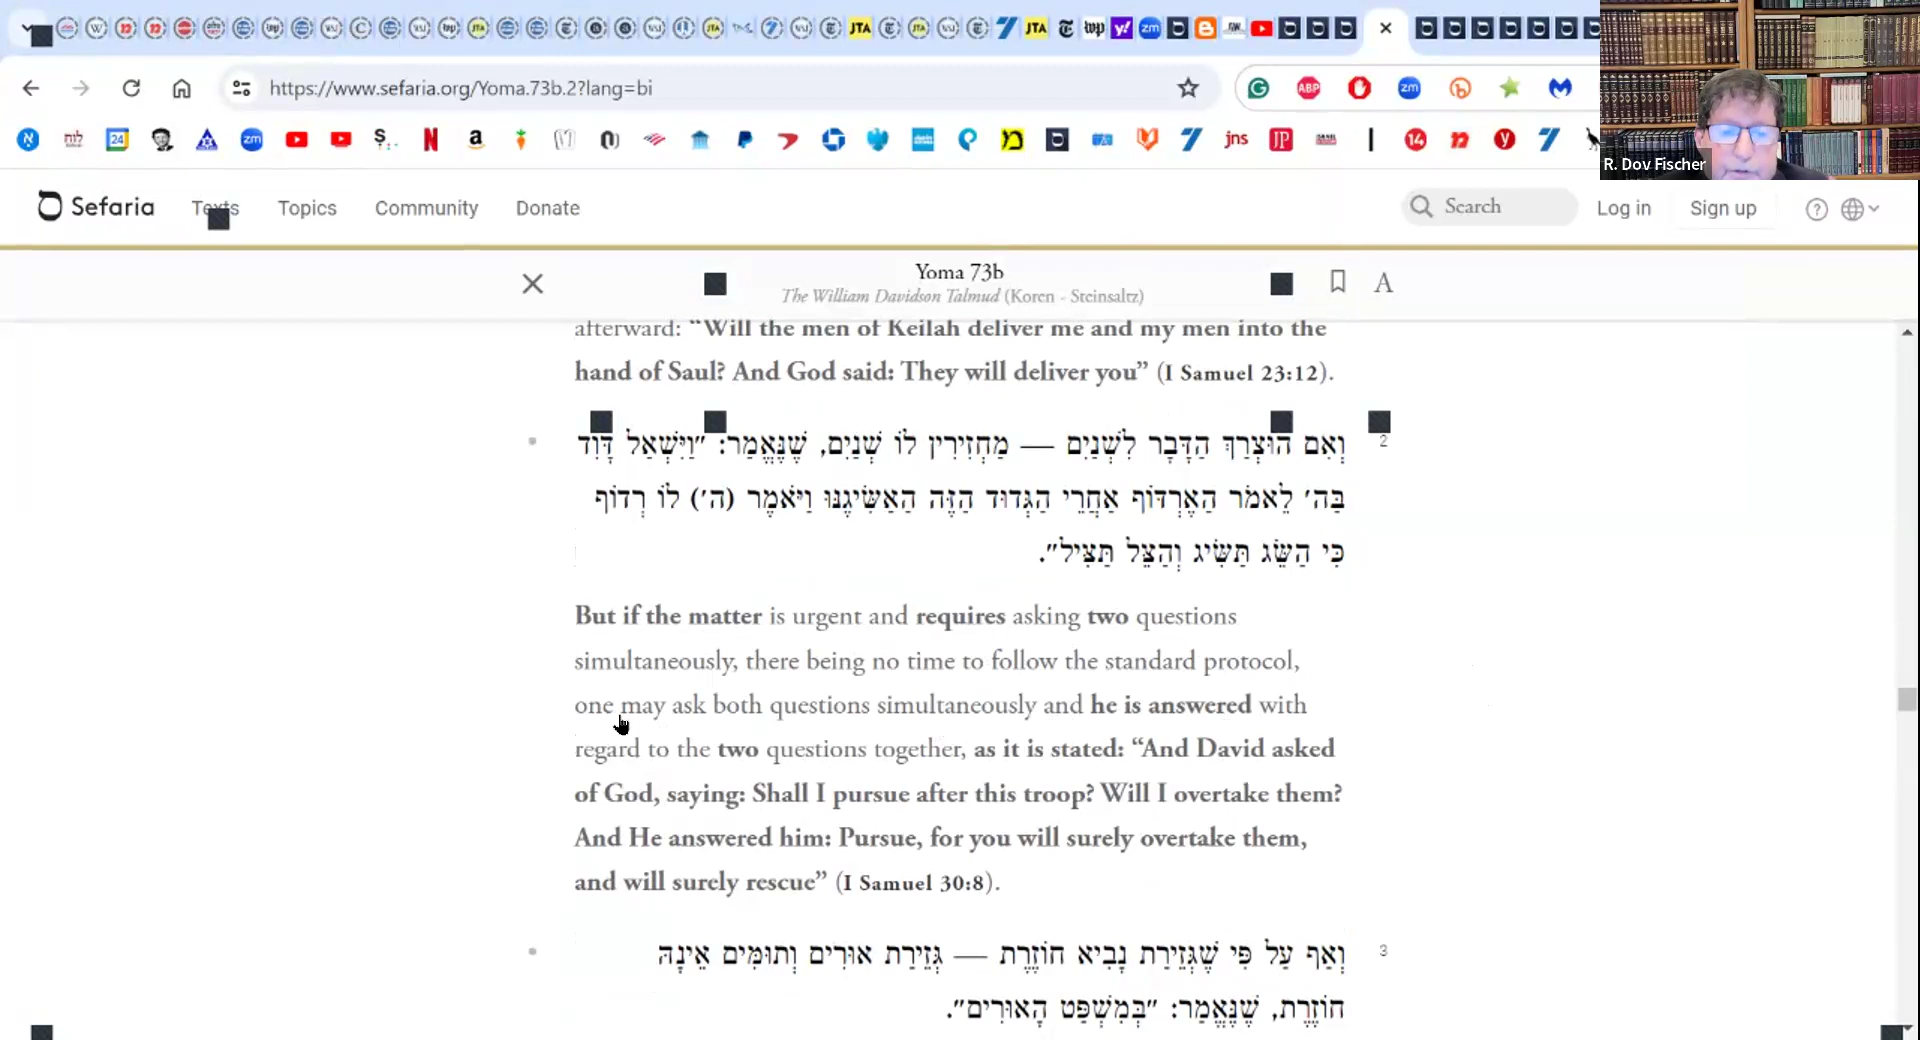 https://www.sefaria.org/Yoma.73b.2?lang=bi
R. Dov Fischer
Sefaria Texts Topics Community Donate Search Log in Sign up
Yoma 73b
The William Davidson Talmud (Koren - Steinsaltz)
afterward: “Will the men of Keilah deliver me and my men into the
hand of Saul? And God said: They will deliver you” (I Samuel 23:12).
2
וְאִם הוּצְרַךְ הַדָּבָר לִשְׁנַיִם — מַחְזִירִין לוֹ שְׁנַיִם, שֶׁנֶּאֱמַר: ״וַיִּשְׁאַל דָּוִד
בַּה׳ לֵאמֹר הַאֶרְדּוֹף אַחֲרֵי הַגְּדוּד הַזֶּה הַאַשִּׂיגֶנּוּ וַיֹּאמֶר (ה׳) לוֹ רְדוֹף
כִּי הַשֵּׂג תַּשִּׂיג וְהַצֵּל תַּצִּיל״.
But if the matter is urgent and requires asking two questions
simultaneously, there being no time to follow the standard protocol,
one may ask both questions simultaneously and he is answered with
regard to the two questions together, as it is stated: “And David asked
of God, saying: Shall I pursue after this troop? Will I overtake them?
And He answered him: Pursue, for you will surely overtake them,
and will surely rescue” (I Samuel 30:8).
3
וְאַף עַל פִּי שֶׁגְּזֵירַת נָבִיא חוֹזֶרֶת — גְּזֵירַת אוּרִים וְתוּמִּים אֵינָהּ
חוֹזֶרֶת, שֶׁנֶּאֱמַר: ״בְּמִשְׁפַּט הָאוּרִים״.